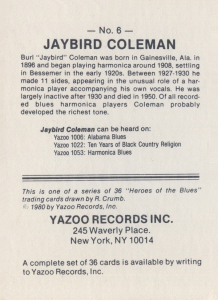 — No. 6 —
JAYBIRD COLEMAN
Burl "Jaybird" Coleman was born in Gainesville, Ala. in
1896 and began playing harmonica around 1908, settling
in Bessemer in the early 1920s. Between 1927-1930 he
made 11 sides, appearing in the unusual role of a har-
monica player accompanying his own vocals. He was
largely inactive after 1930 and died in 1950. Of all record-
ed blues harmonica players Coleman probably
developed the richest tone.
Jaybird Coleman can be heard on:
Yazoo 1006: Alabama Blues
Yazoo 1022: Ten Years of Black Country Religion
Yazoo 1053: Harmonica Blues
This is one of a series of 36 "Heroes of the Blues"
trading cards drawn by R. Crumb.
© 1980 by Yazoo Records, Inc.
YAZOO RECORDS INC.
245 Waverly Place.
New York, NY 10014
A complete set of 36 cards is available by writing
to Yazoo Records, Inc.